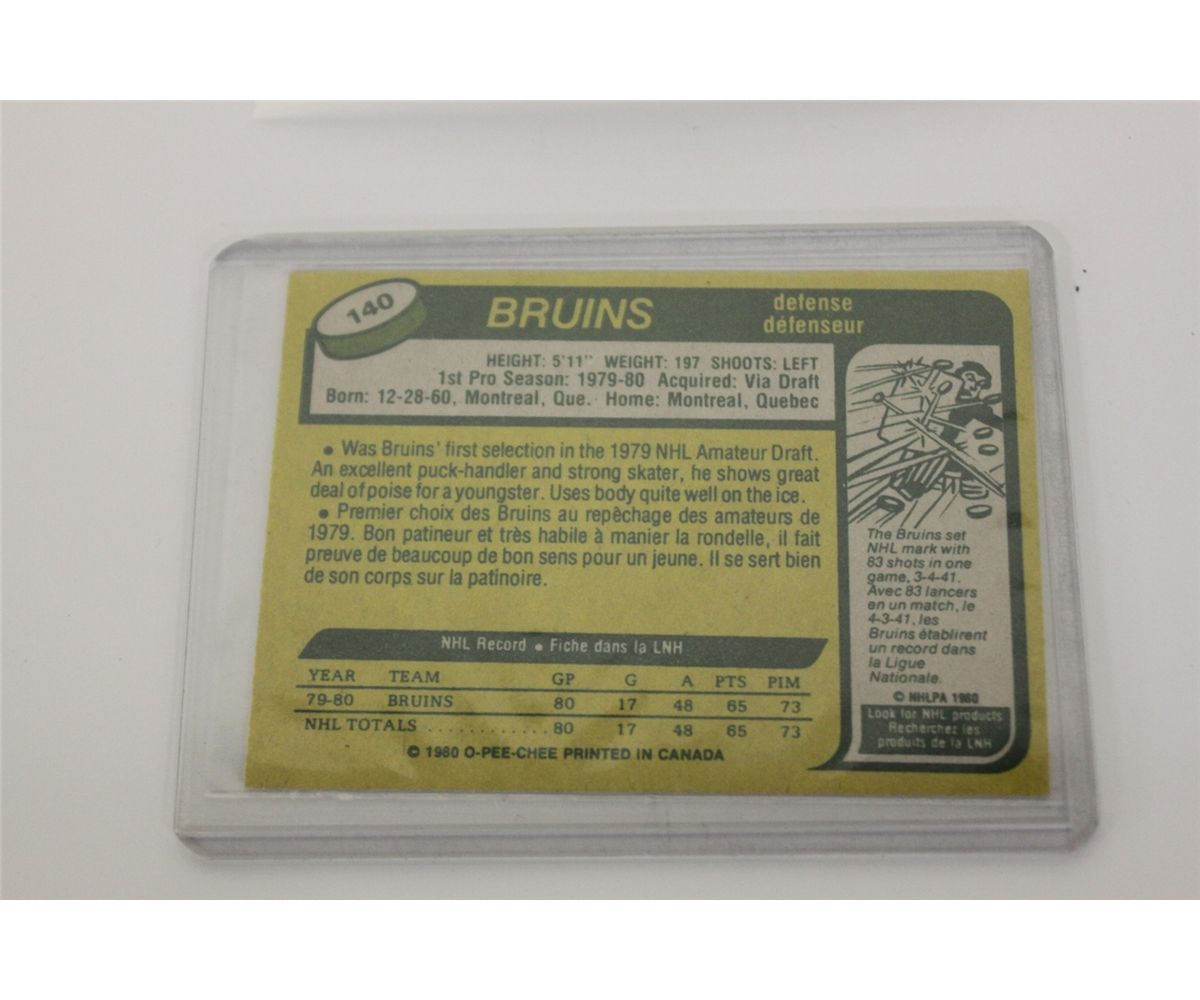 140
BRUINS
defense
défenseur
HEIGHT: 5'11" WEIGHT: 197 SHOOTS: LEFT
1st Pro Season: 1979-80 Acquired: Via Draft
Born: 12-28-60, Montreal, Que. Home: Montreal, Quebec
• Was Bruins' first selection in the 1979 NHL Amateur Draft.
An excellent puck-handler and strong skater, he shows great
deal of poise for a youngster. Uses body quite well on the ice.
• Premier choix des Bruins au repêchage des amateurs de
1979. Bon patineur et très habile à manier la rondelle, il fait
preuve de beaucoup de bon sens pour un jeune. Il se sert bien
de son corps sur la patinoire.
NHL Record • Fiche dans la LNH
YEAR TEAM GP G A PTS PIM
79-80 BRUINS 80 17 48 65 73
NHL TOTALS .......... 80 17 48 65 73
© 1980 O-PEE-CHEE PRINTED IN CANADA
The Bruins set
NHL mark with
83 shots in one
game, 3-4-41.
Avec 83 lancers
en un match, le
4-3-41, les
Bruins établirent
un record dans
la Ligue
Nationale.
© NHLPA 1980
Look for NHL products
Recherchez les
produits de la LNH